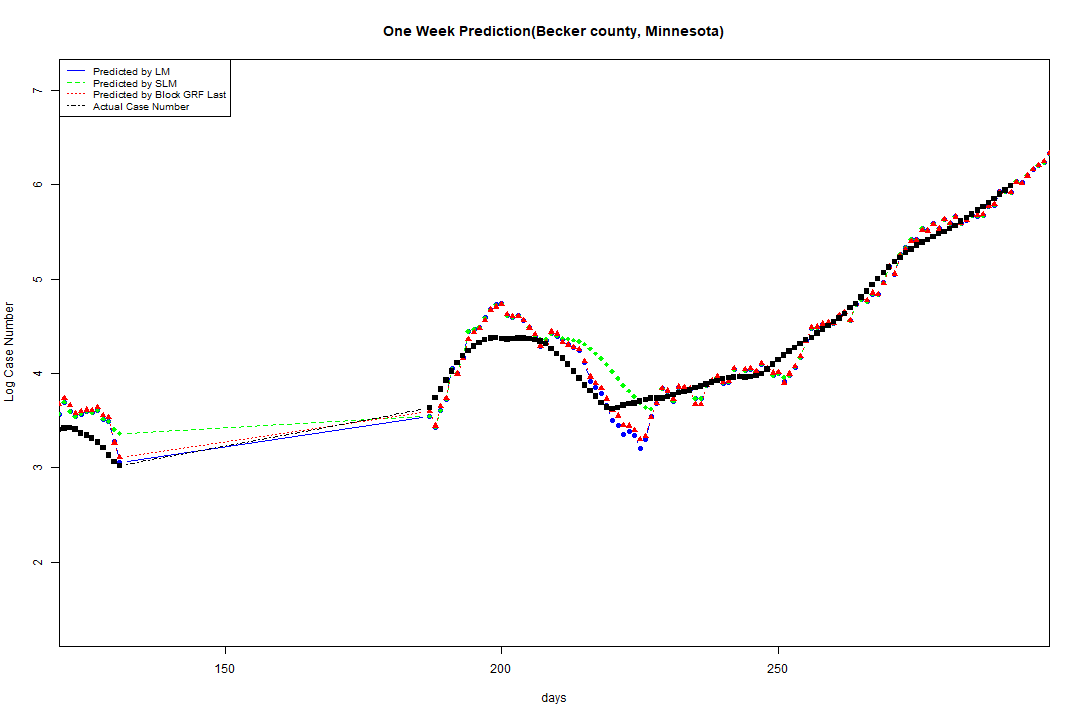 One Week Prediction(Becker county, Minnesota)
Predicted by LM
Predicted by SLM
Predicted by Block GRF Last
Actual Case Number
7
6
5
4
3
2
Log Case Number
150 200 250
days